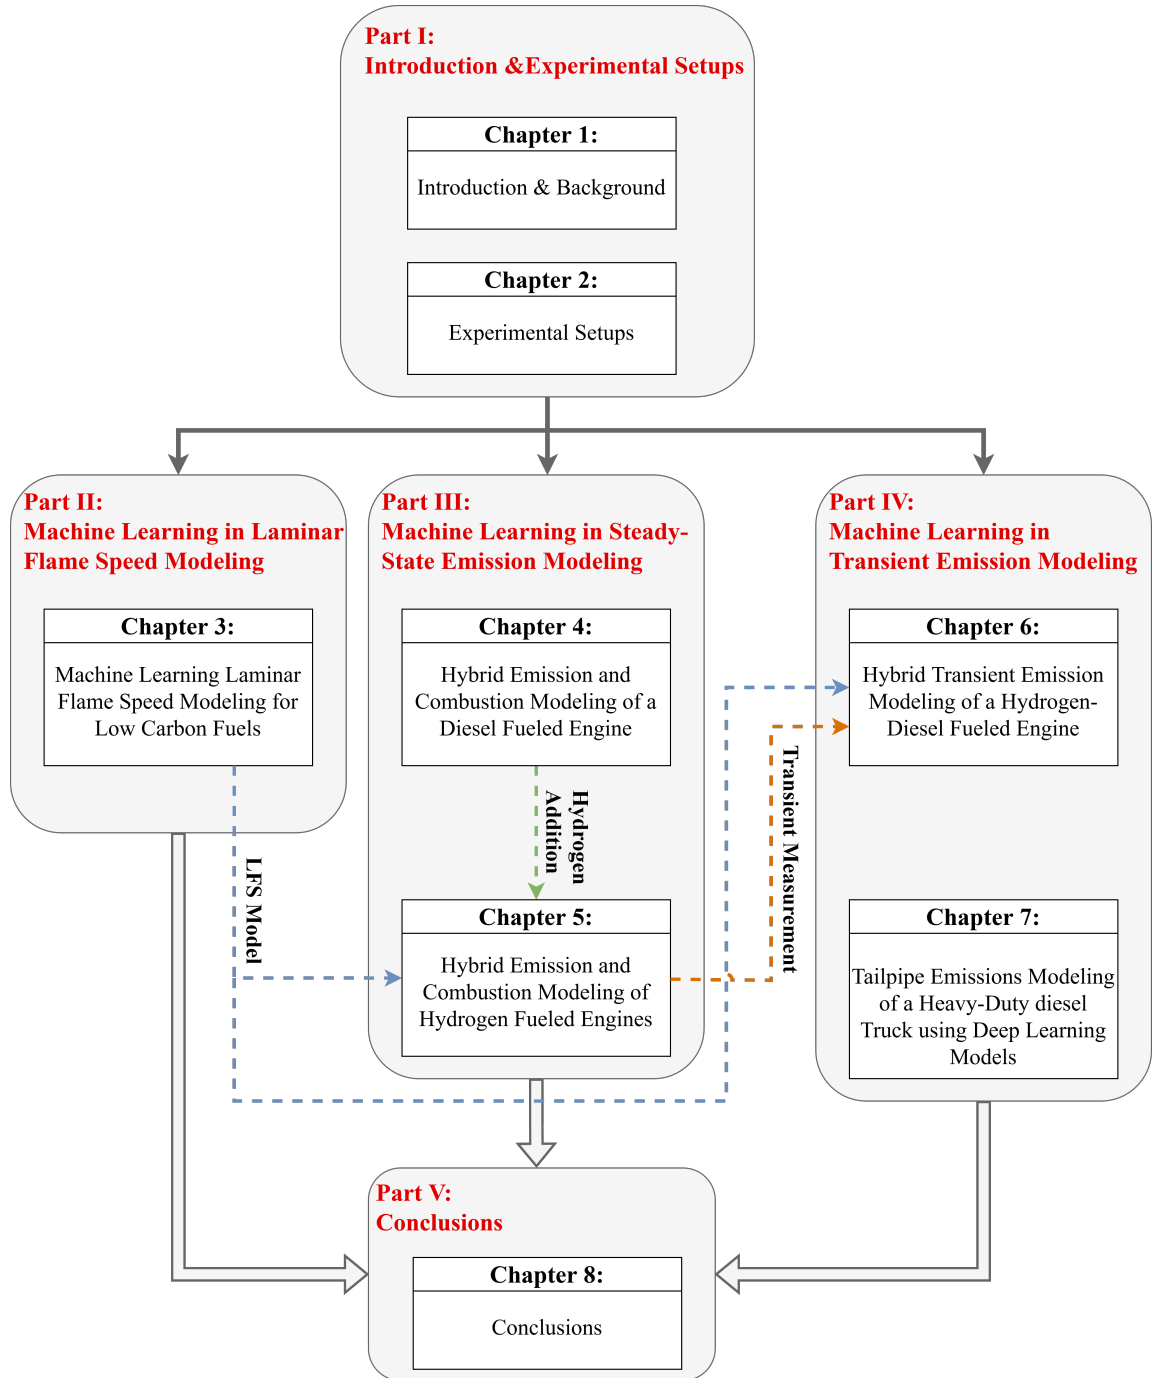 Part I:
Introduction &Experimental Setups
Chapter 1:
Introduction & Background
Chapter 2:
Experimental Setups
Part II:
Machine Learning in Laminar
Flame Speed Modeling
Chapter 3:
Machine Learning Laminar
Flame Speed Modeling for
Low Carbon Fuels
LFS Model
Part III:
Machine Learning in Steady-
State Emission Modeling
Chapter 4:
Hybrid Emission and
Combustion Modeling of a
Diesel Fueled Engine
Hydrogen
Addition
Chapter 5:
Hybrid Emission and
Combustion Modeling of
Hydrogen Fueled Engines
Transient Measurement
Part IV:
Machine Learning in
Transient Emission Modeling
Chapter 6:
Hybrid Transient Emission
Modeling of a Hydrogen-
Diesel Fueled Engine
Chapter 7:
Tailpipe Emissions Modeling
of a Heavy-Duty diesel
Truck using Deep Learning
Models
Part V:
Conclusions
Chapter 8:
Conclusions